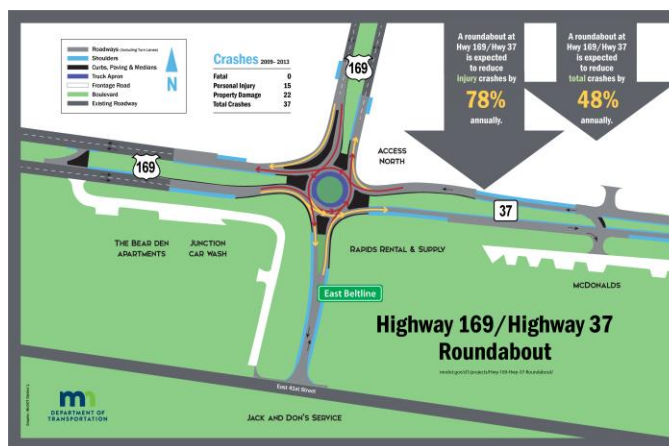 Roadways (Including Turn Lanes)
Shoulders
Curbs, Paving & Medians
Truck Apron
Frontage Road
Boulevard
Existing Roadway
N
Crashes 2009-2013
Fatal 0
Personal Injury 15
Property Damage 22
Total Crashes 37
169
A roundabout at
Hwy 169/Hwy 37
is expected
to reduce
injury crashes by
78%
annually.
A roundabout at
Hwy 169/Hwy 37
is expected
to reduce
total crashes by
48%
annually.
ACCESS
NORTH
169
37
THE BEAR DEN
APARTMENTS
JUNCTION
CAR WASH
RAPIDS RENTAL & SUPPLY
MCDONALDS
East Beltline
Highway 169/Highway 37
Roundabout
East 41st Street
JACK AND DON'S SERVICE
mn
DEPARTMENT OF
TRANSPORTATION